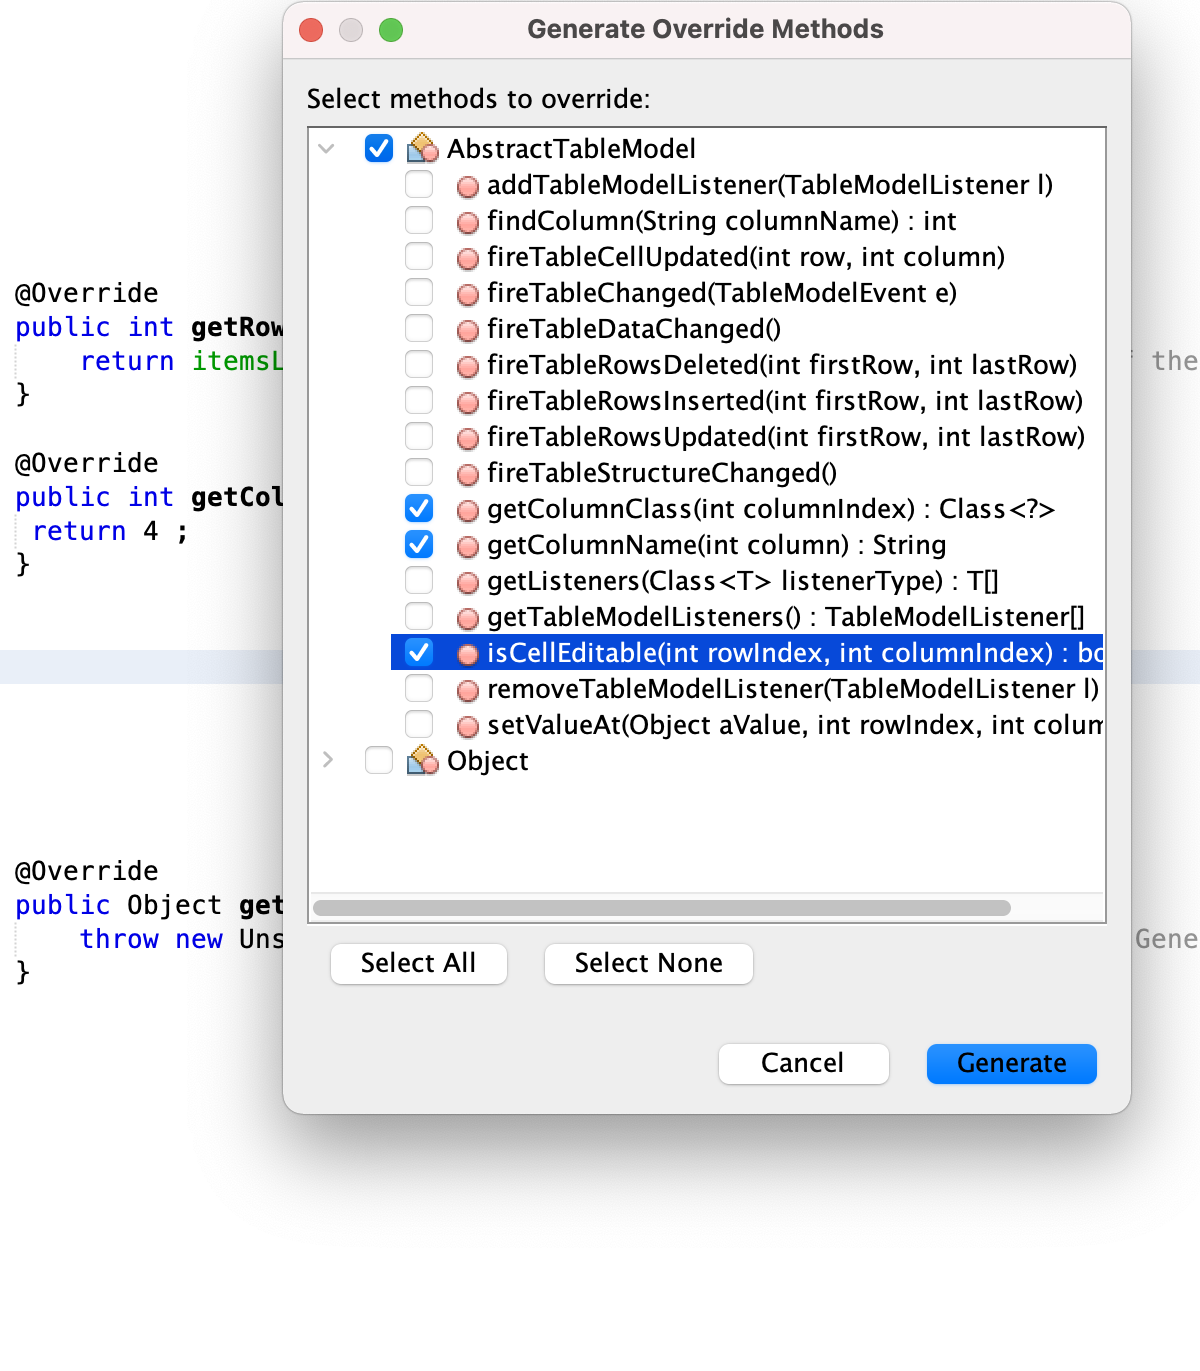 Generate Override Methods
Select methods to override:
AbstractTableModel
addTableModelListener(TableModelListener l)
findColumn(String columnName) : int
fireTableCellUpdated(int row, int column)
fireTableChanged(TableModelEvent e)
fireTableDataChanged()
fireTableRowsDeleted(int firstRow, int lastRow)
fireTableRowsInserted(int firstRow, int lastRow)
fireTableRowsUpdated(int firstRow, int lastRow)
fireTableStructureChanged()
getColumnClass(int columnIndex) : Class<?>
getColumnName(int column) : String
getListeners(Class<T> listenerType) : T[]
getTableModelListeners() : TableModelListener[]
isCellEditable(int rowIndex, int columnIndex) : bo
removeTableModelListener(TableModelListener l)
setValueAt(Object aValue, int rowIndex, int colum
Object
Select All
Select None
Cancel
Generate
@Override
public int getRow
return itemsL
the
}
@Override
public int getCol
return 4 ;
}
@Override
public Object get
throw new Uns
Gene
}